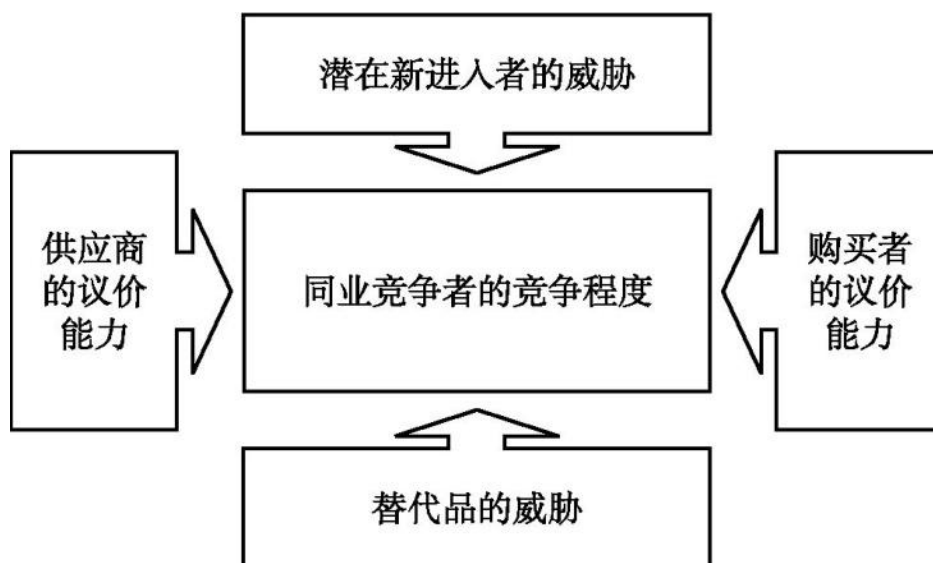 潜在新进入者的威胁
供应商
的议价
能力
同业竞争者的竞争程度
购买者
的议价
能力
替代品的威胁